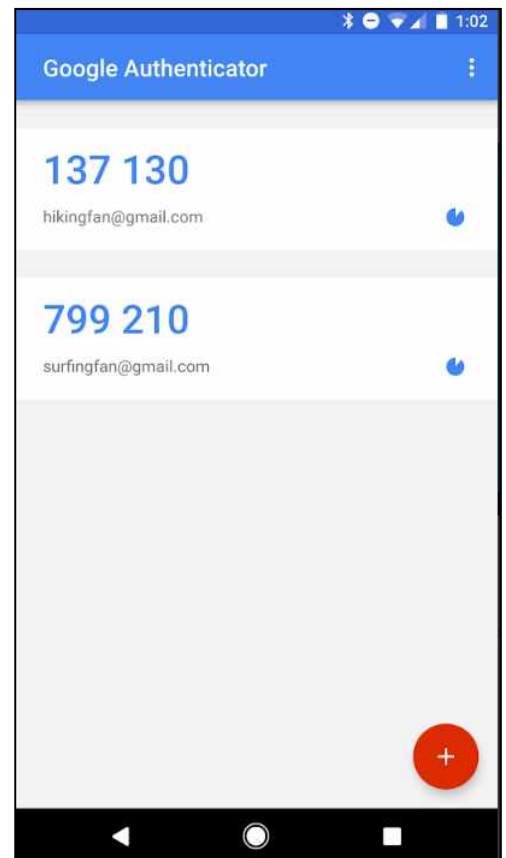 1:02
Google Authenticator
137 130
hikingfan@gmail.com
799 210
surfingfan@gmail.com
+